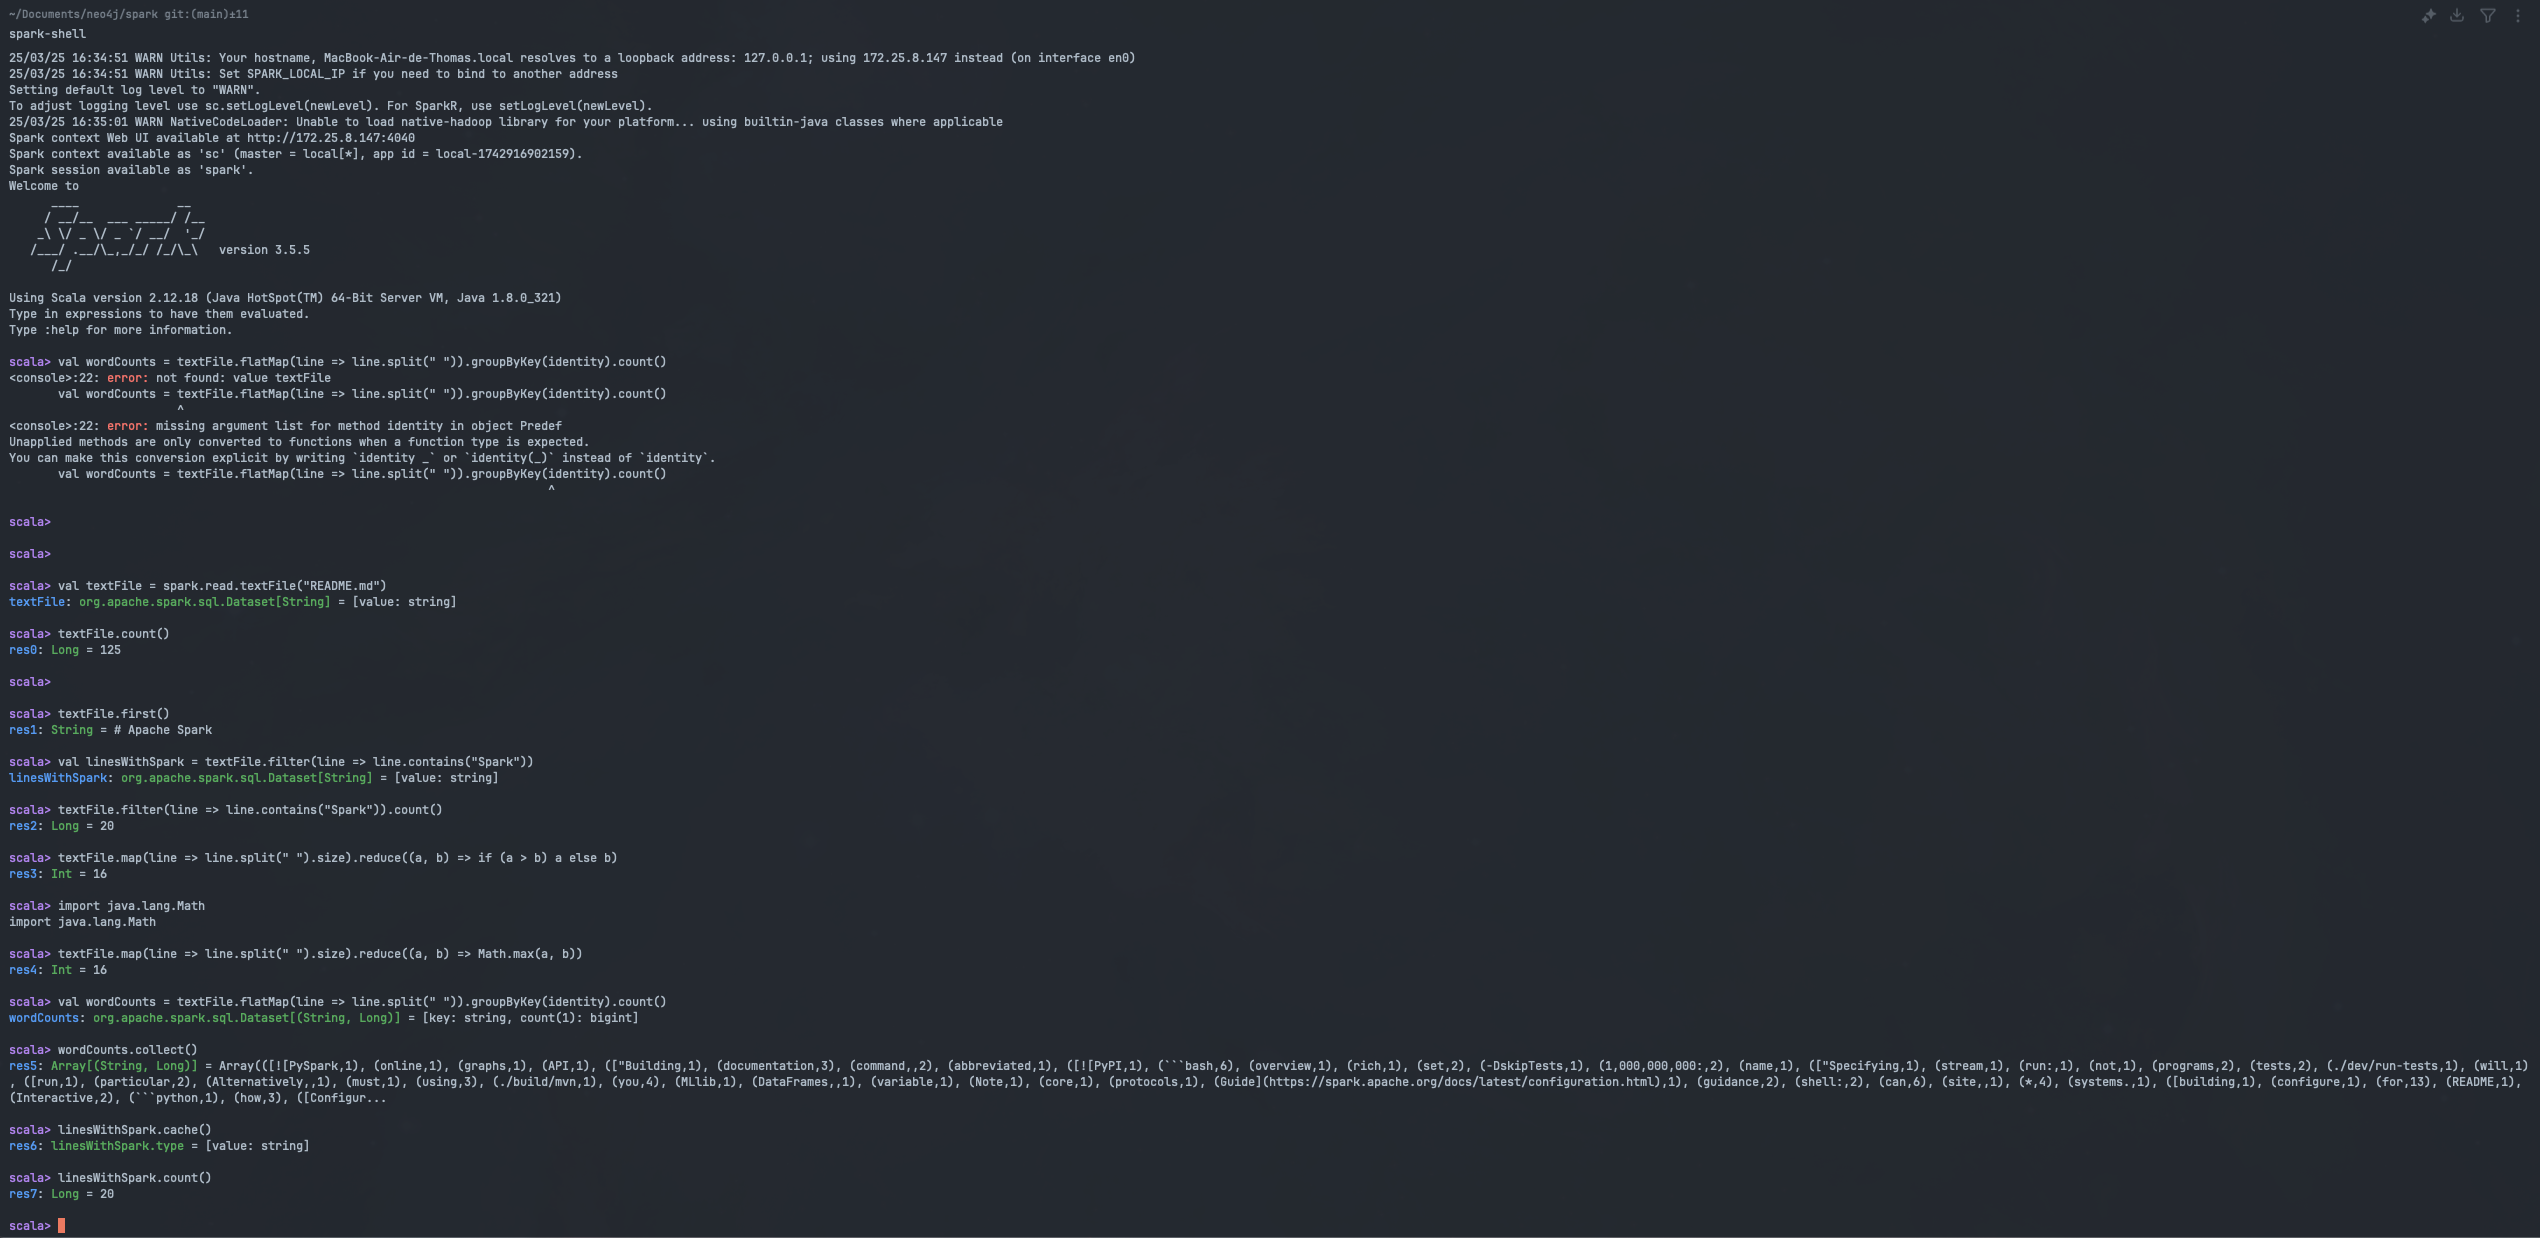 ~/Documents/neo4j/spark git:(main)±11
spark-shell
25/03/25 16:34:51 WARN Utils: Your hostname, MacBook-Air-de-Thomas.local resolves to a loopback address: 127.0.0.1; using 172.25.8.147 instead (on interface en0)
25/03/25 16:34:51 WARN Utils: Set SPARK_LOCAL_IP if you need to bind to another address
Setting default log level to "WARN".
To adjust logging level use sc.setLogLevel(newLevel). For SparkR, use setLogLevel(newLevel).
25/03/25 16:35:01 WARN NativeCodeLoader: Unable to load native-hadoop library for your platform... using builtin-java classes where applicable
Spark context Web UI available at http://172.25.8.147:4040
Spark context available as 'sc' (master = local[*], app id = local-1742916902159).
Spark session available as 'spark'.
Welcome to
      ____              __
     / __/__  ___ _____/ /__
    _\ \/ _ \/ _ `/ __/  '_/
   /___/ .__/\_,_/_/ /_/\_\   version 3.5.5
      /_/
Using Scala version 2.12.18 (Java HotSpot(TM) 64-Bit Server VM, Java 1.8.0_321)
Type in expressions to have them evaluated.
Type :help for more information.
scala> val wordCounts = textFile.flatMap(line => line.split(" ")).groupByKey(identity).count()
<console>:22: error: not found: value textFile
       val wordCounts = textFile.flatMap(line => line.split(" ")).groupByKey(identity).count()
                        ^
<console>:22: error: missing argument list for method identity in object Predef
Unapplied methods are only converted to functions when a function type is expected.
You can make this conversion explicit by writing `identity _` or `identity(_)` instead of `identity`.
       val wordCounts = textFile.flatMap(line => line.split(" ")).groupByKey(identity).count()
                                                                             ^
scala>
scala>
scala> val textFile = spark.read.textFile("README.md")
textFile: org.apache.spark.sql.Dataset[String] = [value: string]
scala> textFile.count()
res0: Long = 125
scala>
scala> textFile.first()
res1: String = # Apache Spark
scala> val linesWithSpark = textFile.filter(line => line.contains("Spark"))
linesWithSpark: org.apache.spark.sql.Dataset[String] = [value: string]
scala> textFile.filter(line => line.contains("Spark")).count()
res2: Long = 20
scala> textFile.map(line => line.split(" ").size).reduce((a, b) => if (a > b) a else b)
res3: Int = 16
scala> import java.lang.Math
import java.lang.Math
scala> textFile.map(line => line.split(" ").size).reduce((a, b) => Math.max(a, b))
res4: Int = 16
scala> val wordCounts = textFile.flatMap(line => line.split(" ")).groupByKey(identity).count()
wordCounts: org.apache.spark.sql.Dataset[(String, Long)] = [key: string, count(1): bigint]
scala> wordCounts.collect()
res5: Array[(String, Long)] = Array(([![PySpark,1), (online,1), (graphs,1), (API,1), (["Building,1), (documentation,3), (command,,2), (abbreviated,1), ([![PyPI,1), (```bash,6), (overview,1), (rich,1), (set,2), (-DskipTests,1), (1,000,000,000:,2), (name,1), (["Specifying,1), (stream,1), (run:,1), (not,1), (programs,2), (tests,2), (./dev/run-tests,1), (will,1)
, ([run,1), (particular,2), (Alternatively,,1), (must,1), (using,3), (./build/mvn,1), (you,4), (MLlib,1), (DataFrames,,1), (variable,1), (Note,1), (core,1), (protocols,1), (Guide](https://spark.apache.org/docs/latest/configuration.html),1), (guidance,2), (shell:,2), (can,6), (site,,1), (*,4), (systems.,1), ([building,1), (configure,1), (for,13), (README,1),
(Interactive,2), (```python,1), (how,3), ([Configur...
scala> linesWithSpark.cache()
res6: linesWithSpark.type = [value: string]
scala> linesWithSpark.count()
res7: Long = 20
scala>